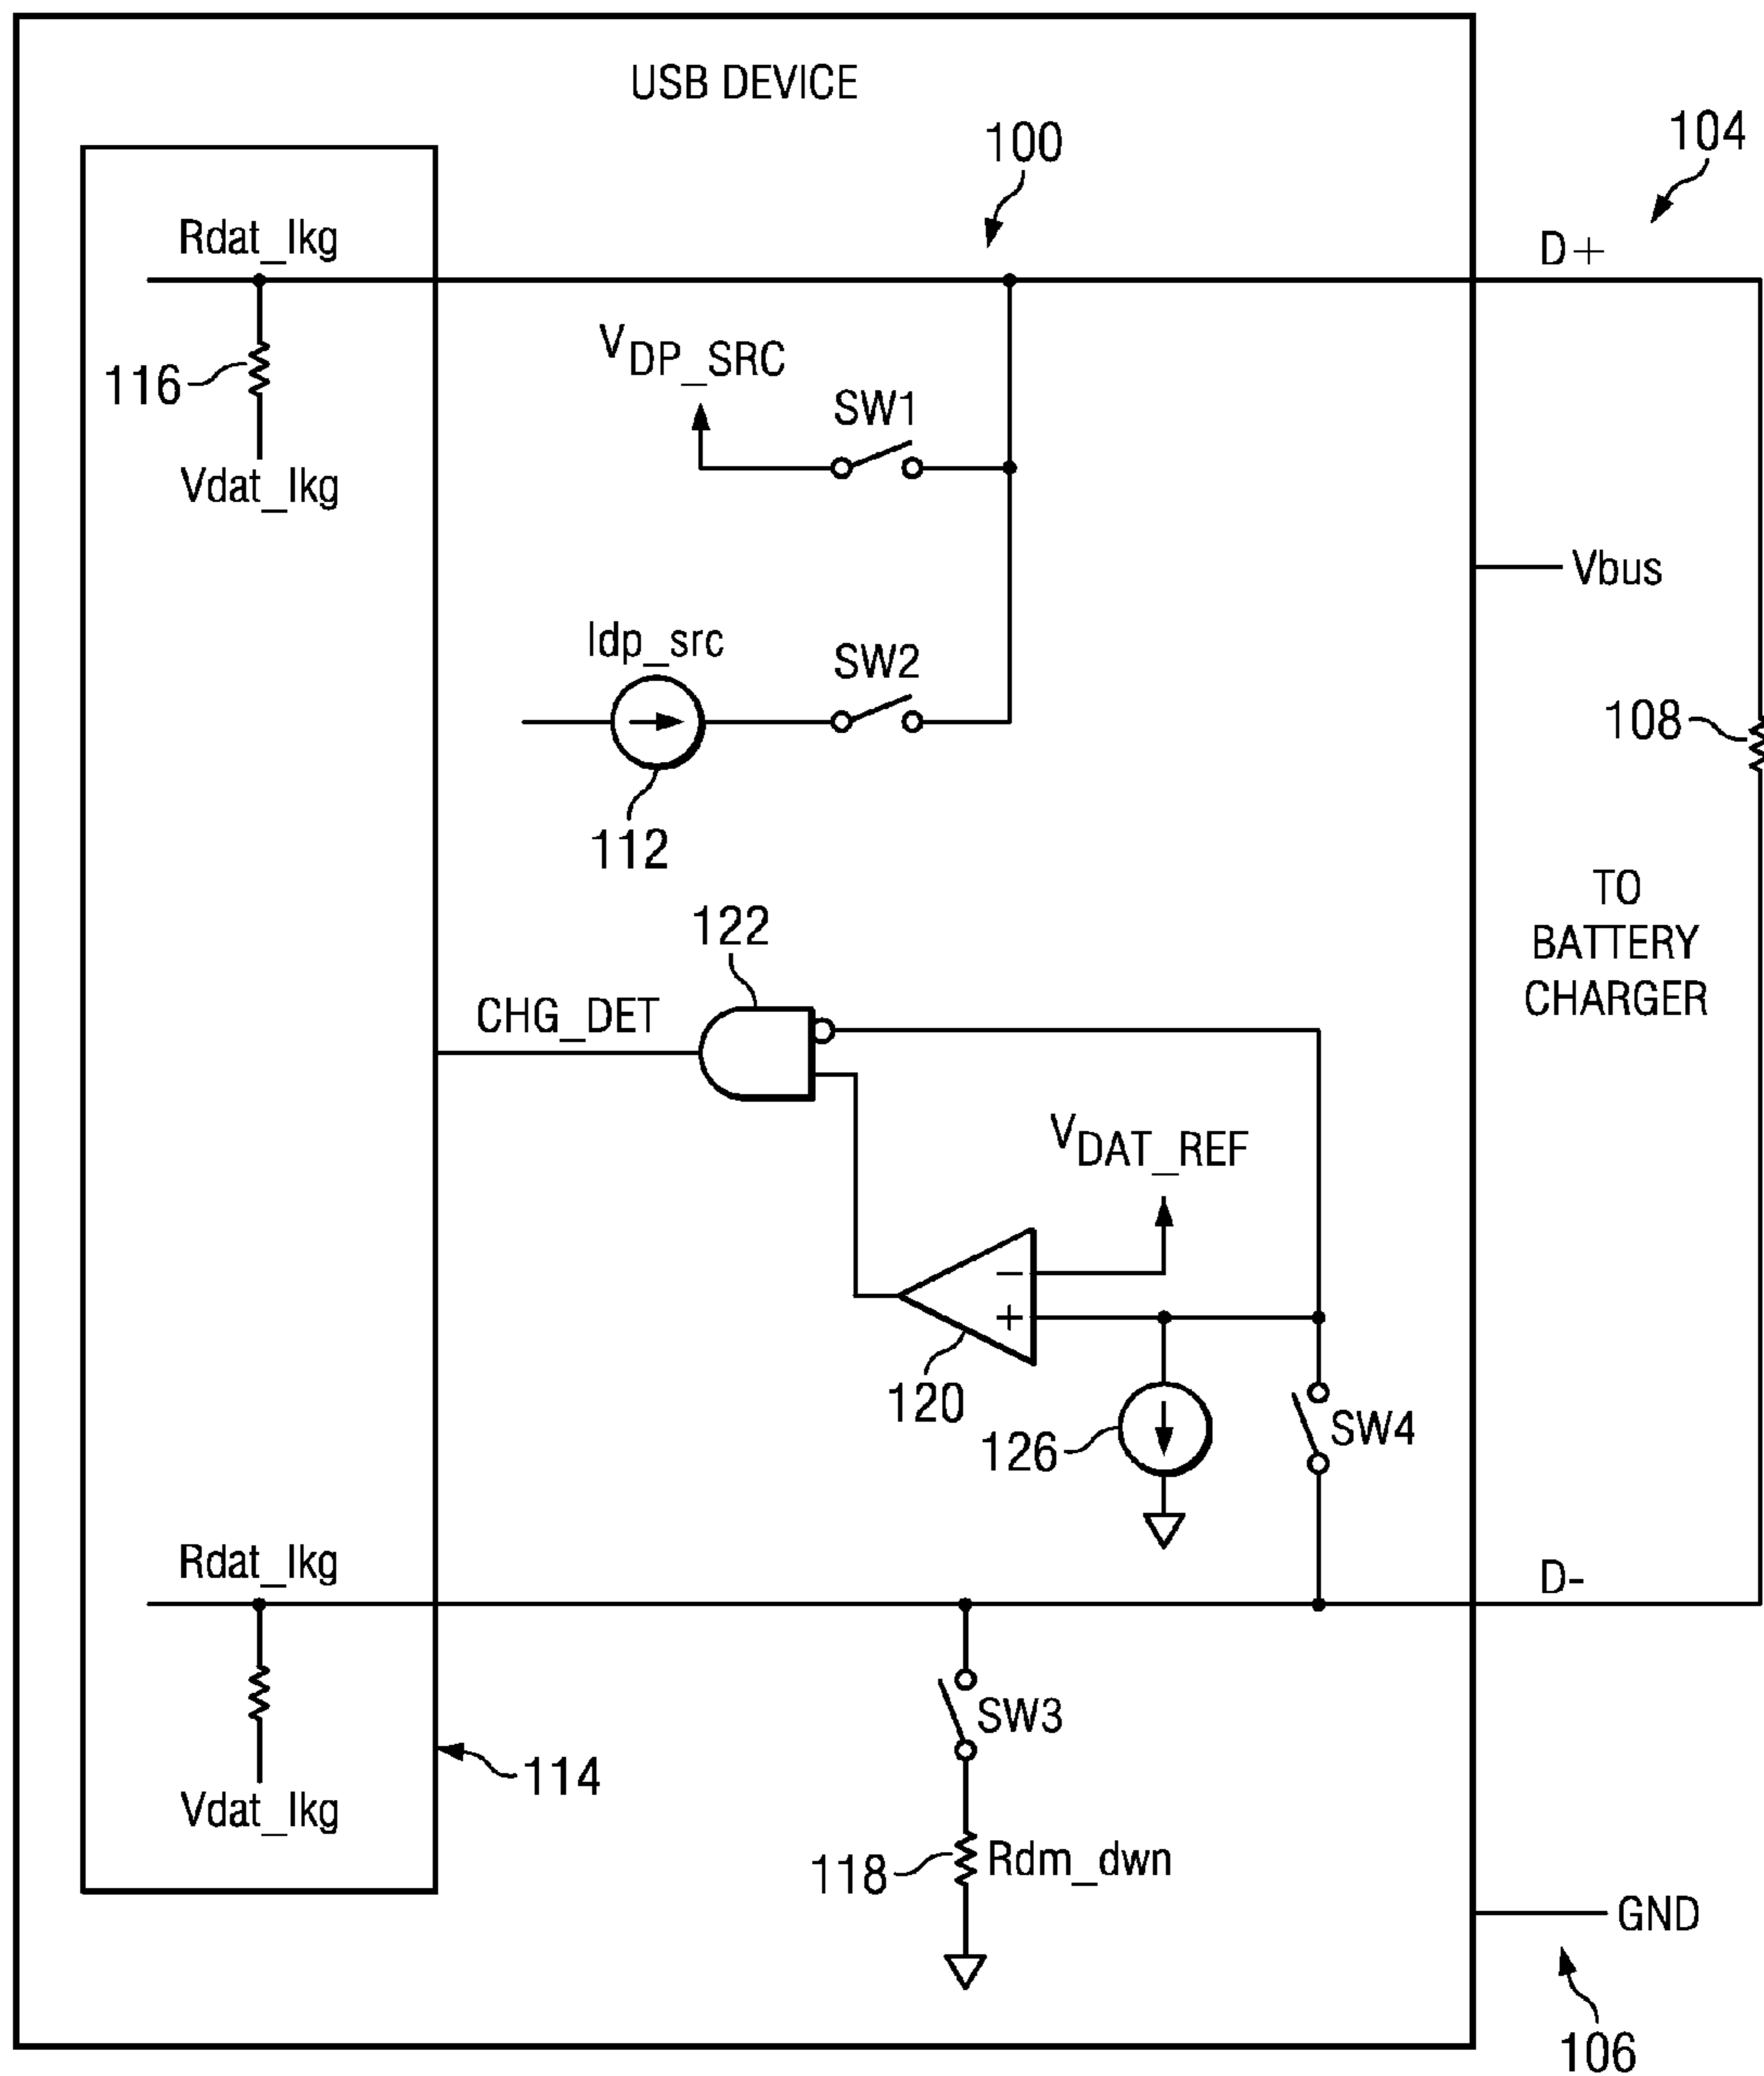 USB DEVICE
100
104
Rdat_lkg
D+
VDP_SRC
116
SW1
Vdat_lkg
Vbus
Idp_src
SW2
108
112
TO
BATTERY
CHARGER
122
CHG_DET
VDAT_REF
−
+
120
126
SW4
Rdat_lkg
D-
SW3
114
Vdat_lkg
118
Rdm_dwn
GND
106